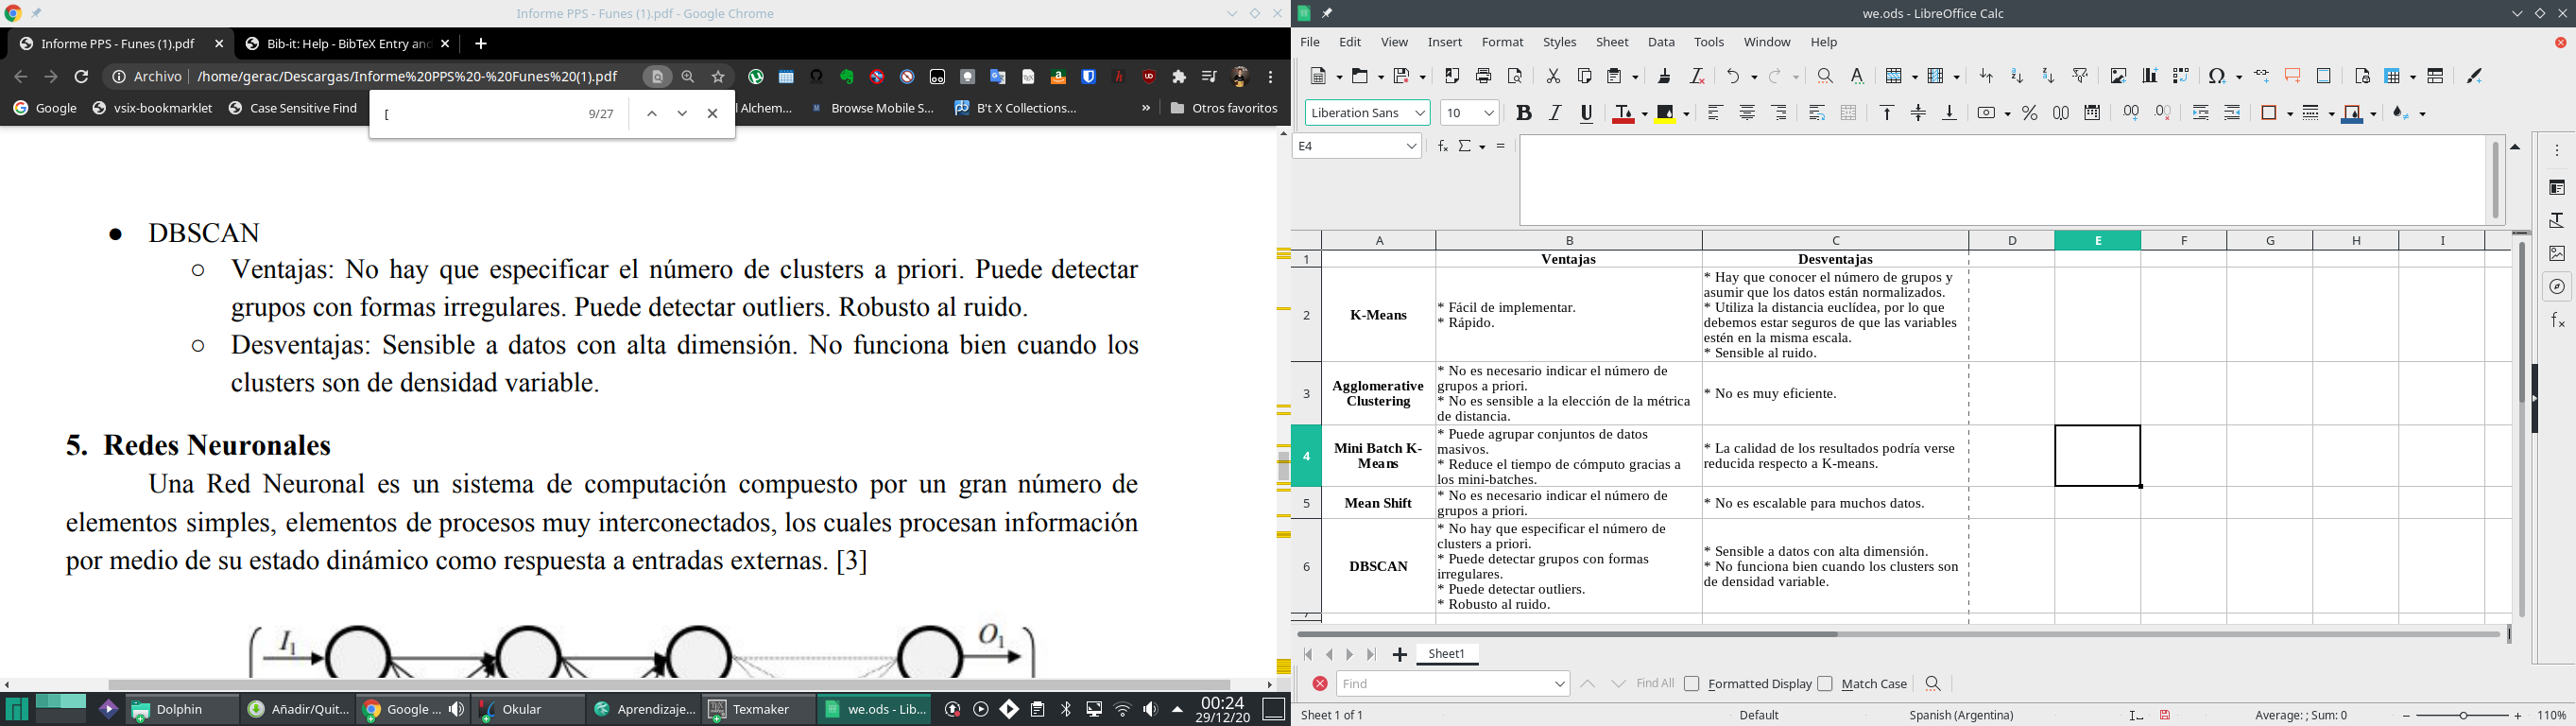 Informe PPS - Funes (1).pdf - Google Chrome
Informe PPS - Funes (1).pdf
Bib-it: Help - BibTeX Entry and
Archivo
/home/gerac/Descargas/Informe%20PPS%20-%20Funes%20(1).pdf
Google
vsix-bookmarklet
Case Sensitive Find
l Alchem...
Browse Mobile S...
B't X Collections...
»
Otros favoritos
[
9/27
● DBSCAN
○ Ventajas: No hay que especificar el número de clusters a priori. Puede detectar
grupos con formas irregulares. Puede detectar outliers. Robusto al ruido.
○ Desventajas: Sensible a datos con alta dimensión. No funciona bien cuando los
clusters son de densidad variable.
5. Redes Neuronales
Una Red Neuronal es un sistema de computación compuesto por un gran número de
elementos simples, elementos de procesos muy interconectados, los cuales procesan información
por medio de su estado dinámico como respuesta a entradas externas. [3]
I1
O1
Dolphin
Añadir/Quit...
Google ...
Okular
Aprendizaje...
Texmaker
we.ods - Lib...
00:24
29/12/20
we.ods - LibreOffice Calc
File Edit View Insert Format Styles Sheet Data Tools Window Help
Liberation Sans
10
E4
A B C D E F G H I
1 Ventajas Desventajas
2
K-Means
* Fácil de implementar.
* Rápido.
* Hay que conocer el número de grupos y
asumir que los datos están normalizados.
* Utiliza la distancia euclídea, por lo que
debemos estar seguros de que las variables
estén en la misma escala.
* Sensible al ruido.
3
Agglomerative
Clustering
* No es necesario indicar el número de
grupos a priori.
* No es sensible a la elección de la métrica
de distancia.
* No es muy eficiente.
4
Mini Batch K-
Means
* Puede agrupar conjuntos de datos
masivos.
* Reduce el tiempo de cómputo gracias a
los mini-batches.
* La calidad de los resultados podría verse
reducida respecto a K-means.
5
Mean Shift
* No es necesario indicar el número de
grupos a priori.
* No es escalable para muchos datos.
6
DBSCAN
* No hay que especificar el número de
clusters a priori.
* Puede detectar grupos con formas
irregulares.
* Puede detectar outliers.
* Robusto al ruido.
* Sensible a datos con alta dimensión.
* No funciona bien cuando los clusters son
de densidad variable.
Sheet1
Find
Find All
Formatted Display
Match Case
Sheet 1 of 1
Default
Spanish (Argentina)
Average: ; Sum: 0
110%